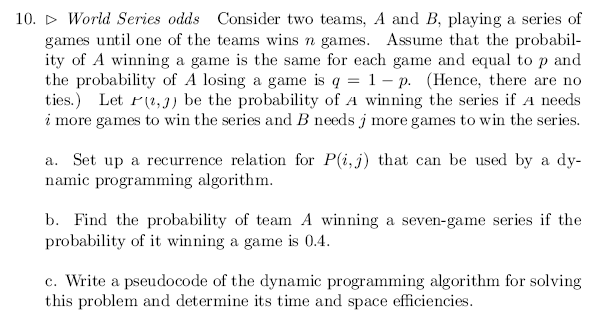 10. ▷ World Series odds Consider two teams, A and B, playing a series of
games until one of the teams wins n games. Assume that the probabil-
ity of A winning a game is the same for each game and equal to p and
the probability of A losing a game is q = 1 − p. (Hence, there are no
ties.) Let P(i, j) be the probability of A winning the series if A needs
i more games to win the series and B needs j more games to win the series.
a. Set up a recurrence relation for P(i, j) that can be used by a dy-
namic programming algorithm.
b. Find the probability of team A winning a seven-game series if the
probability of it winning a game is 0.4.
c. Write a pseudocode of the dynamic programming algorithm for solving
this problem and determine its time and space efficiencies.